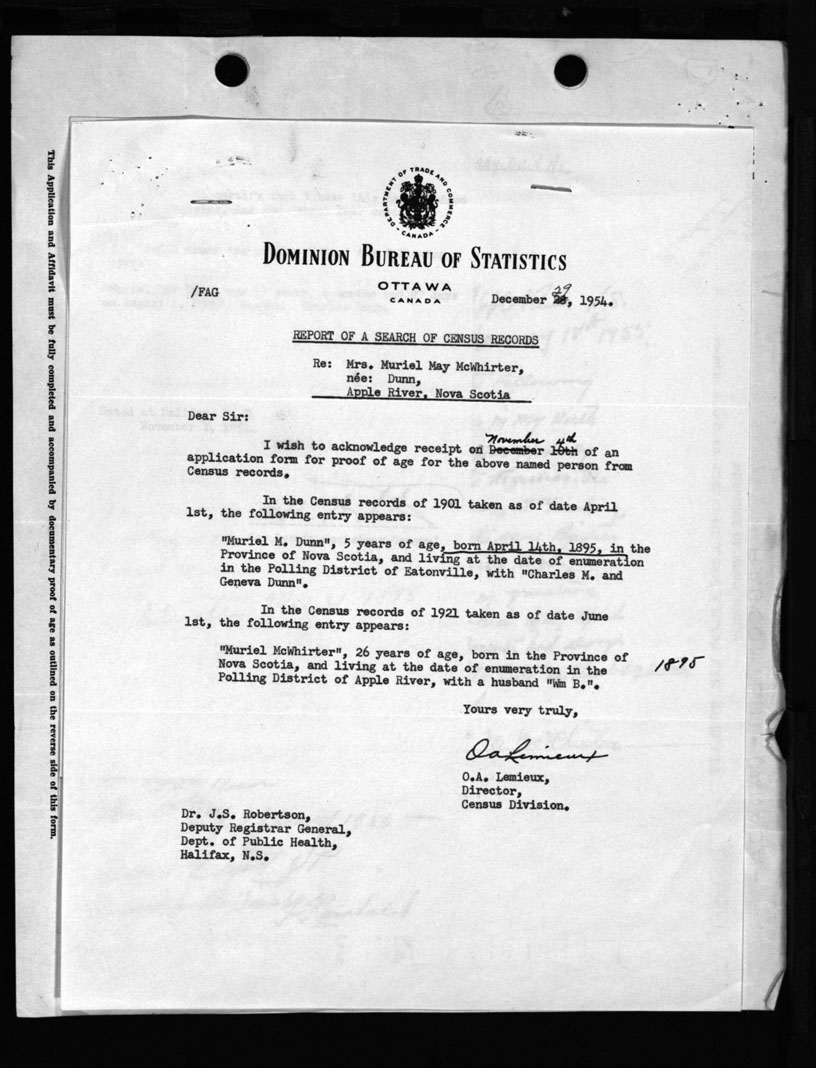 DEPARTMENT OF TRADE AND COMMERCE
CANADA
DOMINION BUREAU OF STATISTICS
OTTAWA
CANADA
/FAG
December 29, 1954.
REPORT OF A SEARCH OF CENSUS RECORDS
Re: Mrs. Muriel May McWhirter,
née: Dunn,
Apple River, Nova Scotia
Dear Sir:
November 4th
I wish to acknowledge receipt on December 10th of an
application form for proof of age for the above named person from
Census records.
In the Census records of 1901 taken as of date April
1st, the following entry appears:
"Muriel M. Dunn", 5 years of age, born April 14th, 1895, in the
Province of Nova Scotia, and living at the date of enumeration
in the Polling District of Eatonville, with "Charles M. and
Geneva Dunn".
In the Census records of 1921 taken as of date June
1st, the following entry appears:
"Muriel McWhirter", 26 years of age, born in the Province of
Nova Scotia, and living at the date of enumeration in the
Polling District of Apple River, with a husband "Wm B.".
1895
Yours very truly,
O A Lemieux
O.A. Lemieux,
Director,
Census Division.
Dr. J.S. Robertson,
Deputy Registrar General,
Dept. of Public Health,
Halifax, N.S.
This Application and Affidavit must be fully completed and accompanied by documentary proof of age as outlined on the reverse side of this form.